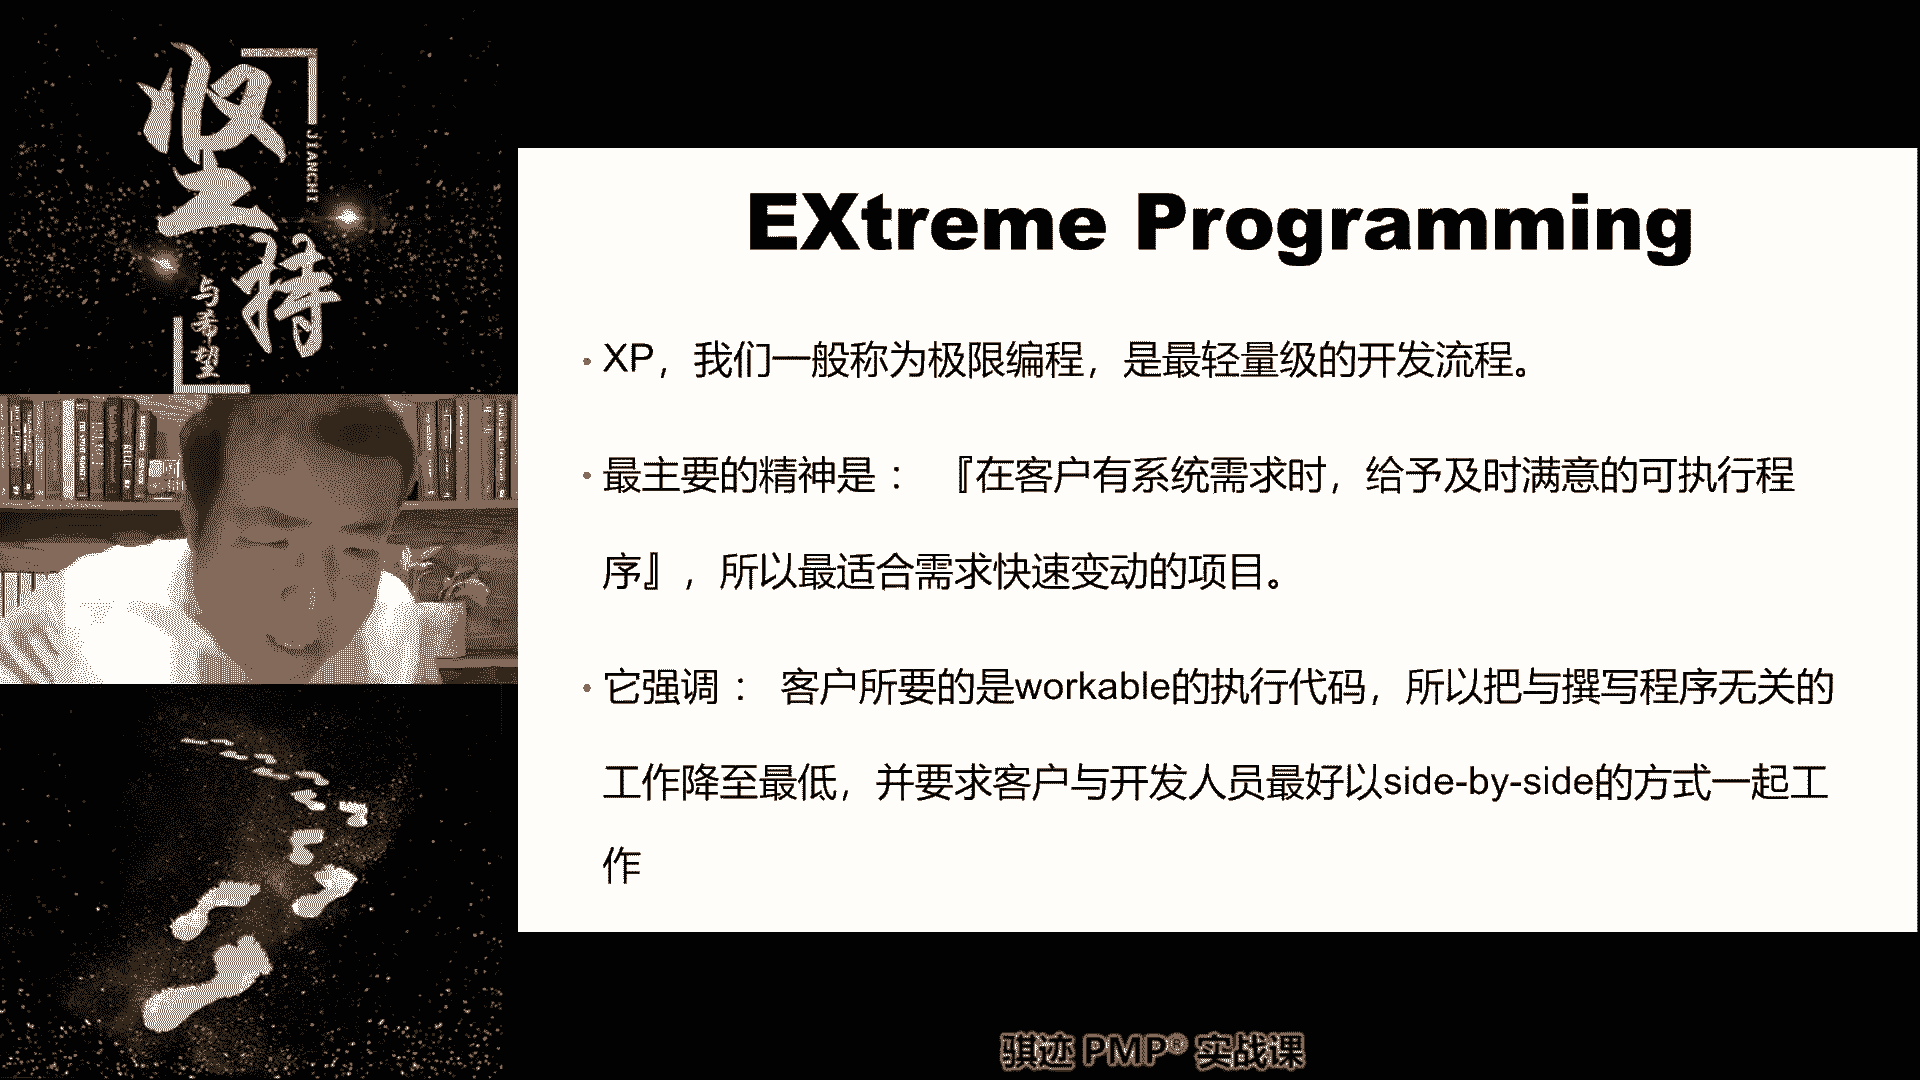 坚持
JIANCHI
与希望
EXtreme Programming
• XP，我们一般称为极限编程，是最轻量级的开发流程。
• 最主要的精神是： 『在客户有系统需求时，给予及时满意的可执行程
序』，所以最适合需求快速变动的项目。
• 它强调： 客户所要的是workable的执行代码，所以把与撰写程序无关的
工作降至最低，并要求客户与开发人员最好以side-by-side的方式一起工
作
骐迹 PMP® 实战课